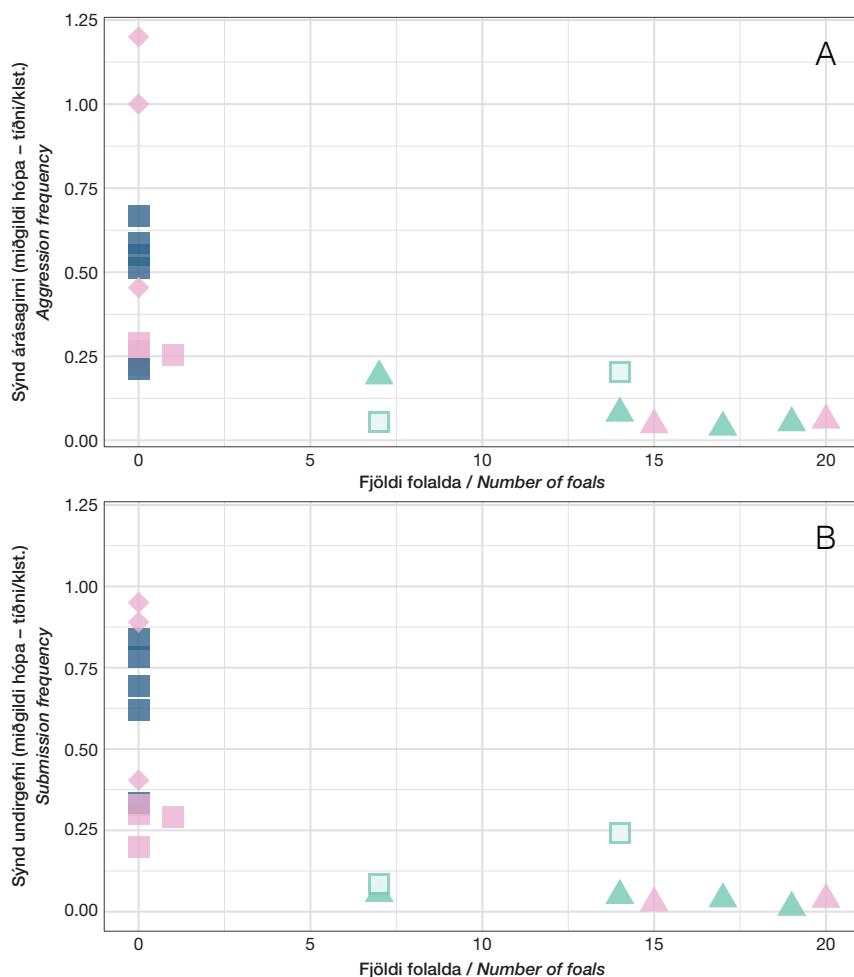 A
1.25
1.00
0.75
0.50
0.25
0.00
Sýnd árásagirni (miðgildi hópa – tíðni/klst.)
Aggression frequency
0 5 10 15 20
Fjöldi folalda / Number of foals
B
1.25
1.00
0.75
0.50
0.25
0.00
Sýnd undirgefni (miðgildi hópa – tíðni/klst.)
Submission frequency
0 5 10 15 20
Fjöldi folalda / Number of foals